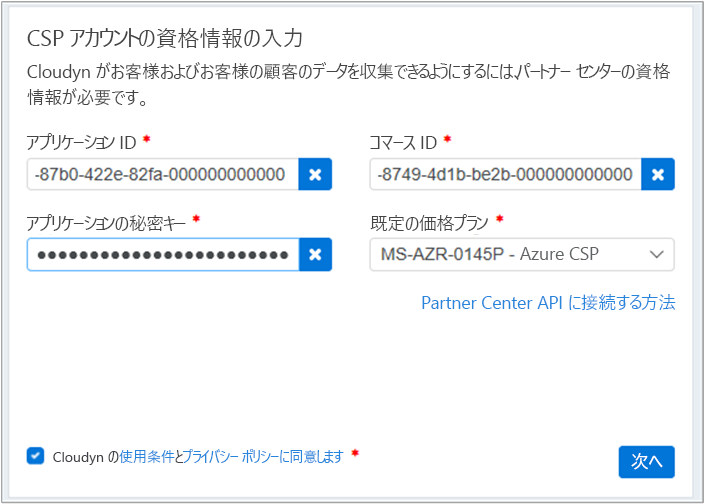 CSP アカウントの資格情報の入力
Cloudyn がお客様およびお客様の顧客のデータを収集できるようにするには、パートナー センターの資格
情報が必要です。
アプリケーション ID *
コマース ID *
-87b0-422e-82fa-000000000000
-8749-4d1b-be2b-000000000000
アプリケーションの秘密キー *
既定の価格プラン *
●●●●●●●●●●●●●●●●●●●●●●●●
MS-AZR-0145P - Azure CSP
Partner Center API に接続する方法
Cloudyn の使用条件とプライバシー ポリシーに同意します *
次へ